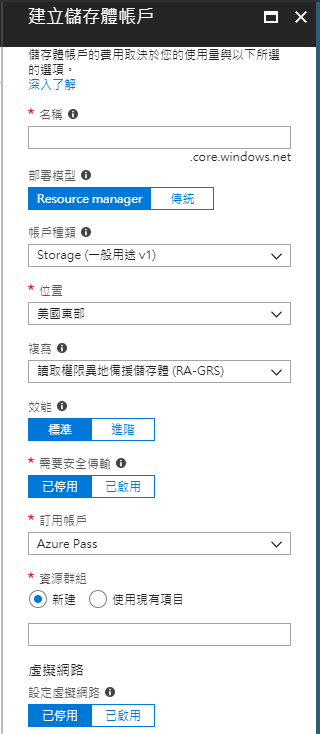 建立儲存體帳戶
儲存體帳戶的費用取決於您的使用量與以下所選
的選項。
深入了解
* 名稱
.core.windows.net
部署模型
Resource manager 傳統
帳戶種類
Storage (一般用途 v1)
* 位置
美國東部
複寫
讀取權限異地備援儲存體 (RA-GRS)
效能
標準 進階
* 需要安全傳輸
已停用 已啟用
* 訂用帳戶
Azure Pass
* 資源群組
新建 使用現有項目
虛擬網路
設定虛擬網路
已停用 已啟用